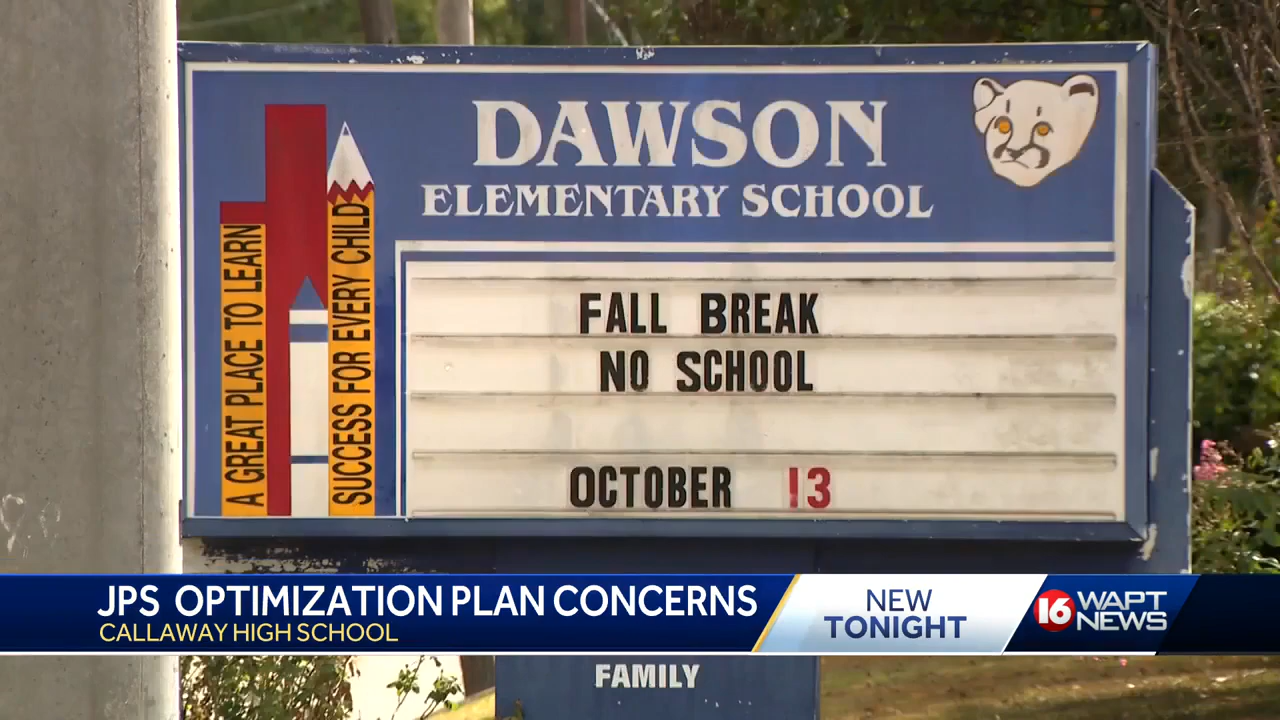 DAWSON
ELEMENTARY SCHOOL
A GREAT PLACE TO LEARN
SUCCESS FOR EVERY CHILD
FALL BREAK
NO SCHOOL
OCTOBER 13
JPS OPTIMIZATION PLAN CONCERNS
CALLAWAY HIGH SCHOOL
NEW
TONIGHT
16 WAPT
NEWS
FAMILY